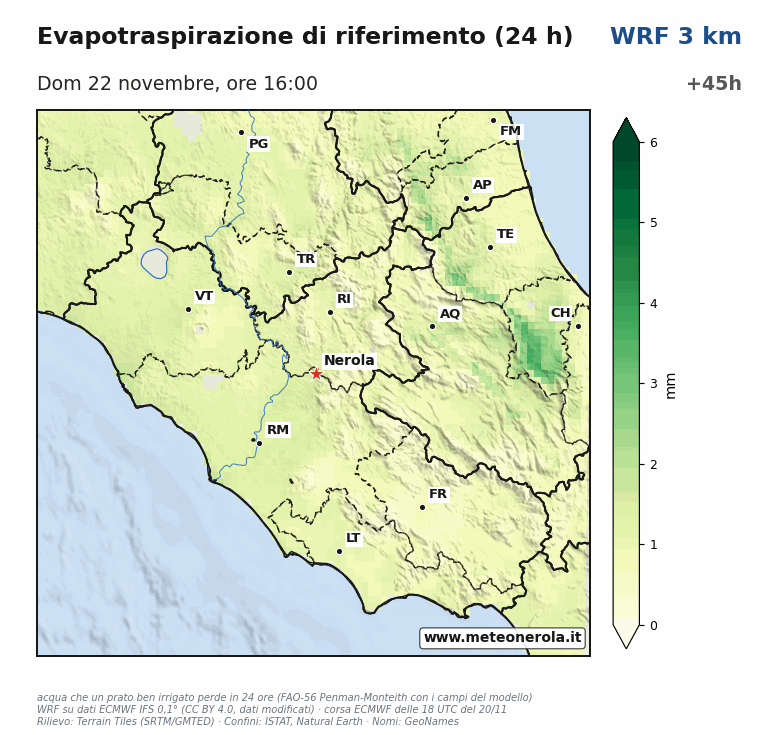 Evapotraspirazione di riferimento (24 h) WRF 3 km
Dom 22 novembre, ore 16:00 +45h
FM
PG
AP
TE
TR
VT
RI
AQ
CH
Nerola
RM
FR
LT
www.meteonerola.it
6
5
4
3
2
1
0
mm
acqua che un prato ben irrigato perde in 24 ore (FAO-56 Penman-Monteith con i campi del modello)
WRF su dati ECMWF IFS 0,1° (CC BY 4.0, dati modificati) · corsa ECMWF delle 18 UTC del 20/11
Rilievo: Terrain Tiles (SRTM/GMTED) · Confini: ISTAT, Natural Earth · Nomi: GeoNames